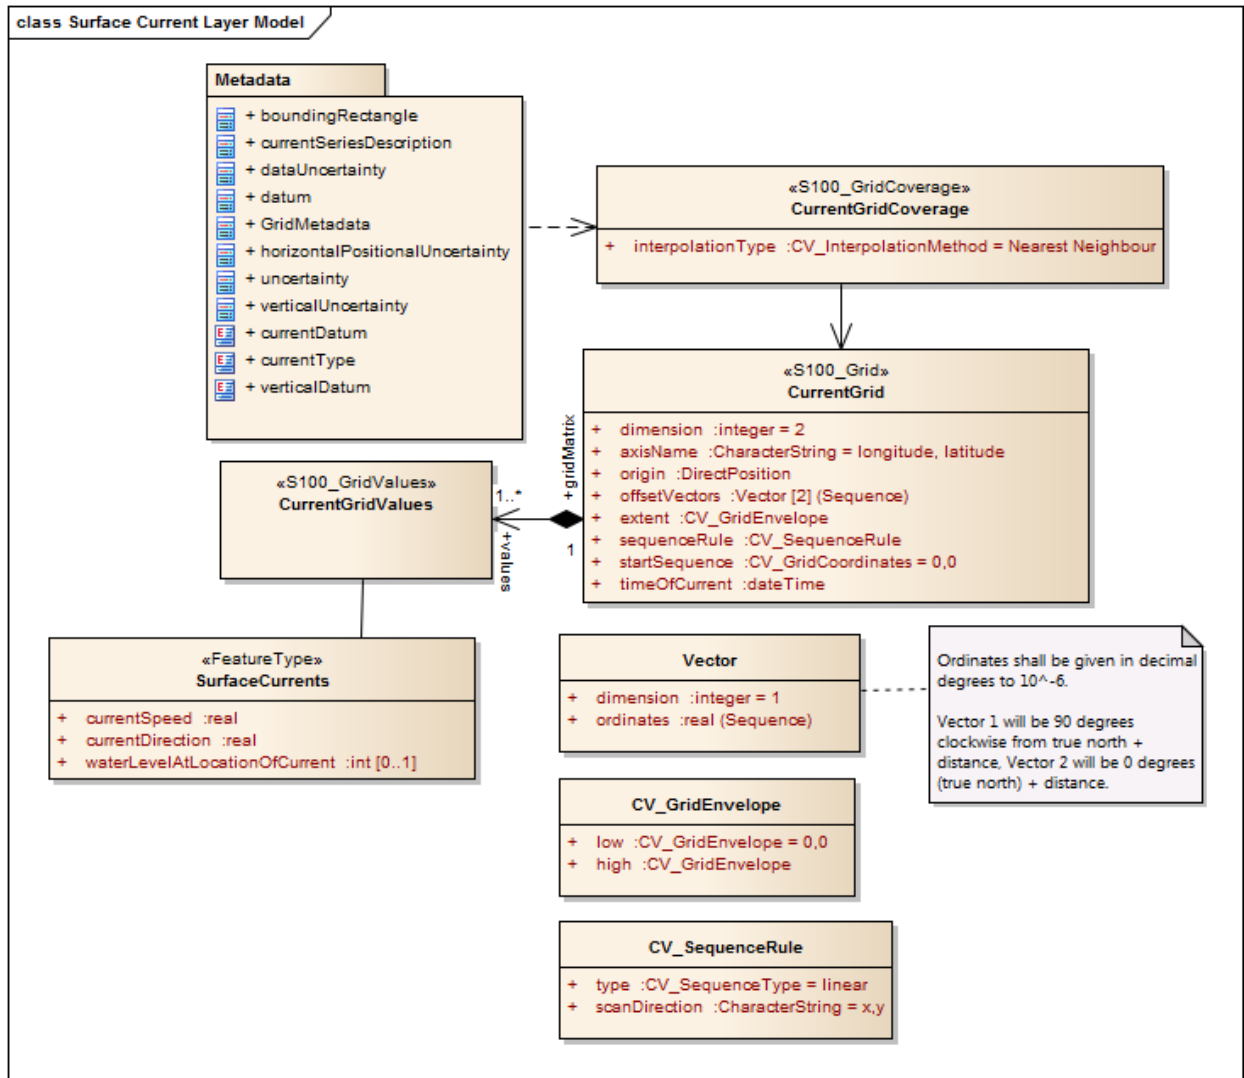 class Surface Current Layer Model
Metadata
+ boundingRectangle
+ currentSeriesDescription
+ dataUncertainty
+ datum
+ GridMetadata
+ horizontalPositionalUncertainty
+ uncertainty
+ verticalUncertainty
+ currentDatum
+ currentType
+ verticalDatum
«S100_GridCoverage»
CurrentGridCoverage
+ interpolationType :CV_InterpolationMethod = Nearest Neighbour
«S100_Grid»
CurrentGrid
+ dimension :integer = 2
+ axisName :CharacterString = longitude, latitude
+ origin :DirectPosition
+ offsetVectors :Vector [2] (Sequence)
+ extent :CV_GridEnvelope
+ sequenceRule :CV_SequenceRule
+ startSequence :CV_GridCoordinates = 0,0
+ timeOfCurrent :dateTime
+gridMatrix
1
1..*
+values
«S100_GridValues»
CurrentGridValues
«FeatureType»
SurfaceCurrents
+ currentSpeed :real
+ currentDirection :real
+ waterLevelAtLocationOfCurrent :int [0..1]
Vector
+ dimension :integer = 1
+ ordinates :real (Sequence)
Ordinates shall be given in decimal
degrees to 10^-6.
Vector 1 will be 90 degrees
clockwise from true north +
distance, Vector 2 will be 0 degrees
(true north) + distance.
CV_GridEnvelope
+ low :CV_GridEnvelope = 0,0
+ high :CV_GridEnvelope
CV_SequenceRule
+ type :CV_SequenceType = linear
+ scanDirection :CharacterString = x,y